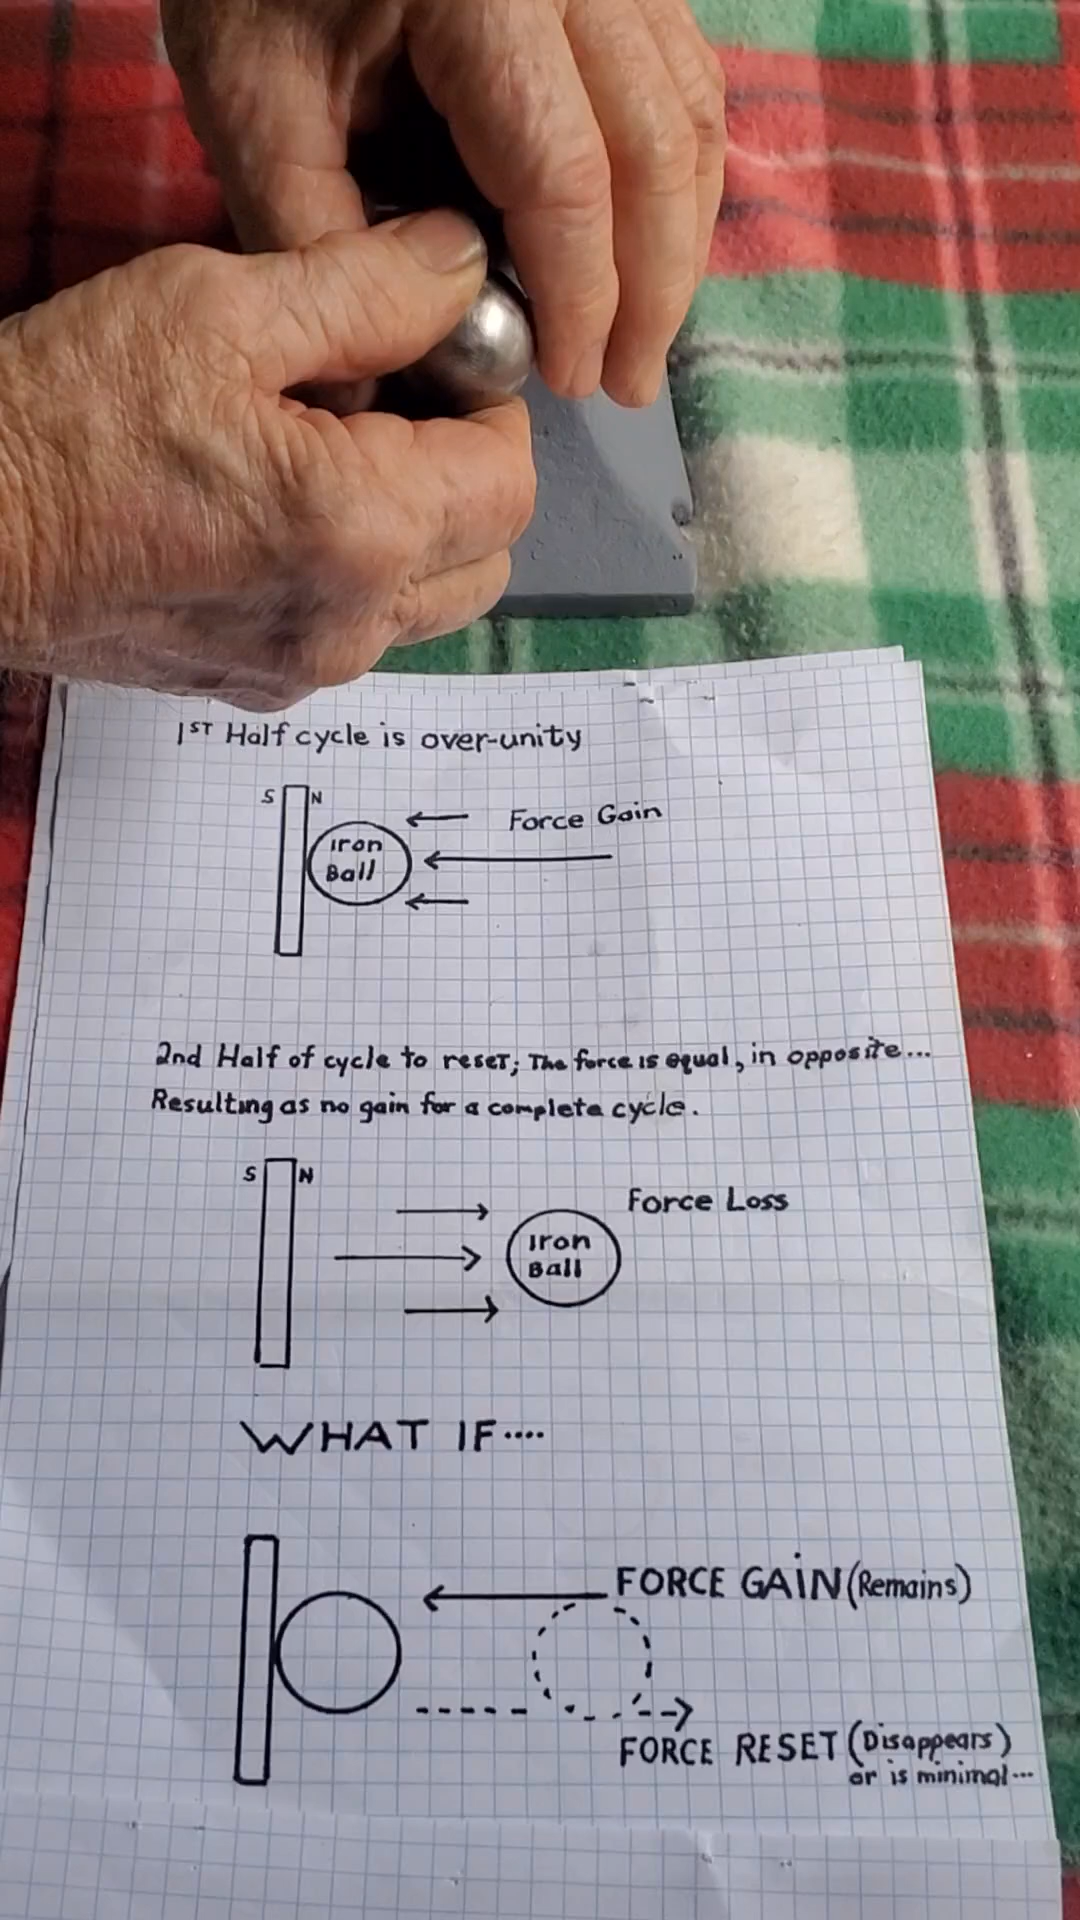 1ST Half cycle is over-unity
S N
Force Gain
Iron
Ball
2nd Half of cycle to reset; The force is equal, in opposite...
Resulting as no gain for a complete cycle.
S N
Force Loss
Iron
Ball
WHAT IF....
FORCE GAIN (Remains)
FORCE RESET (Disappears)
or is minimal...